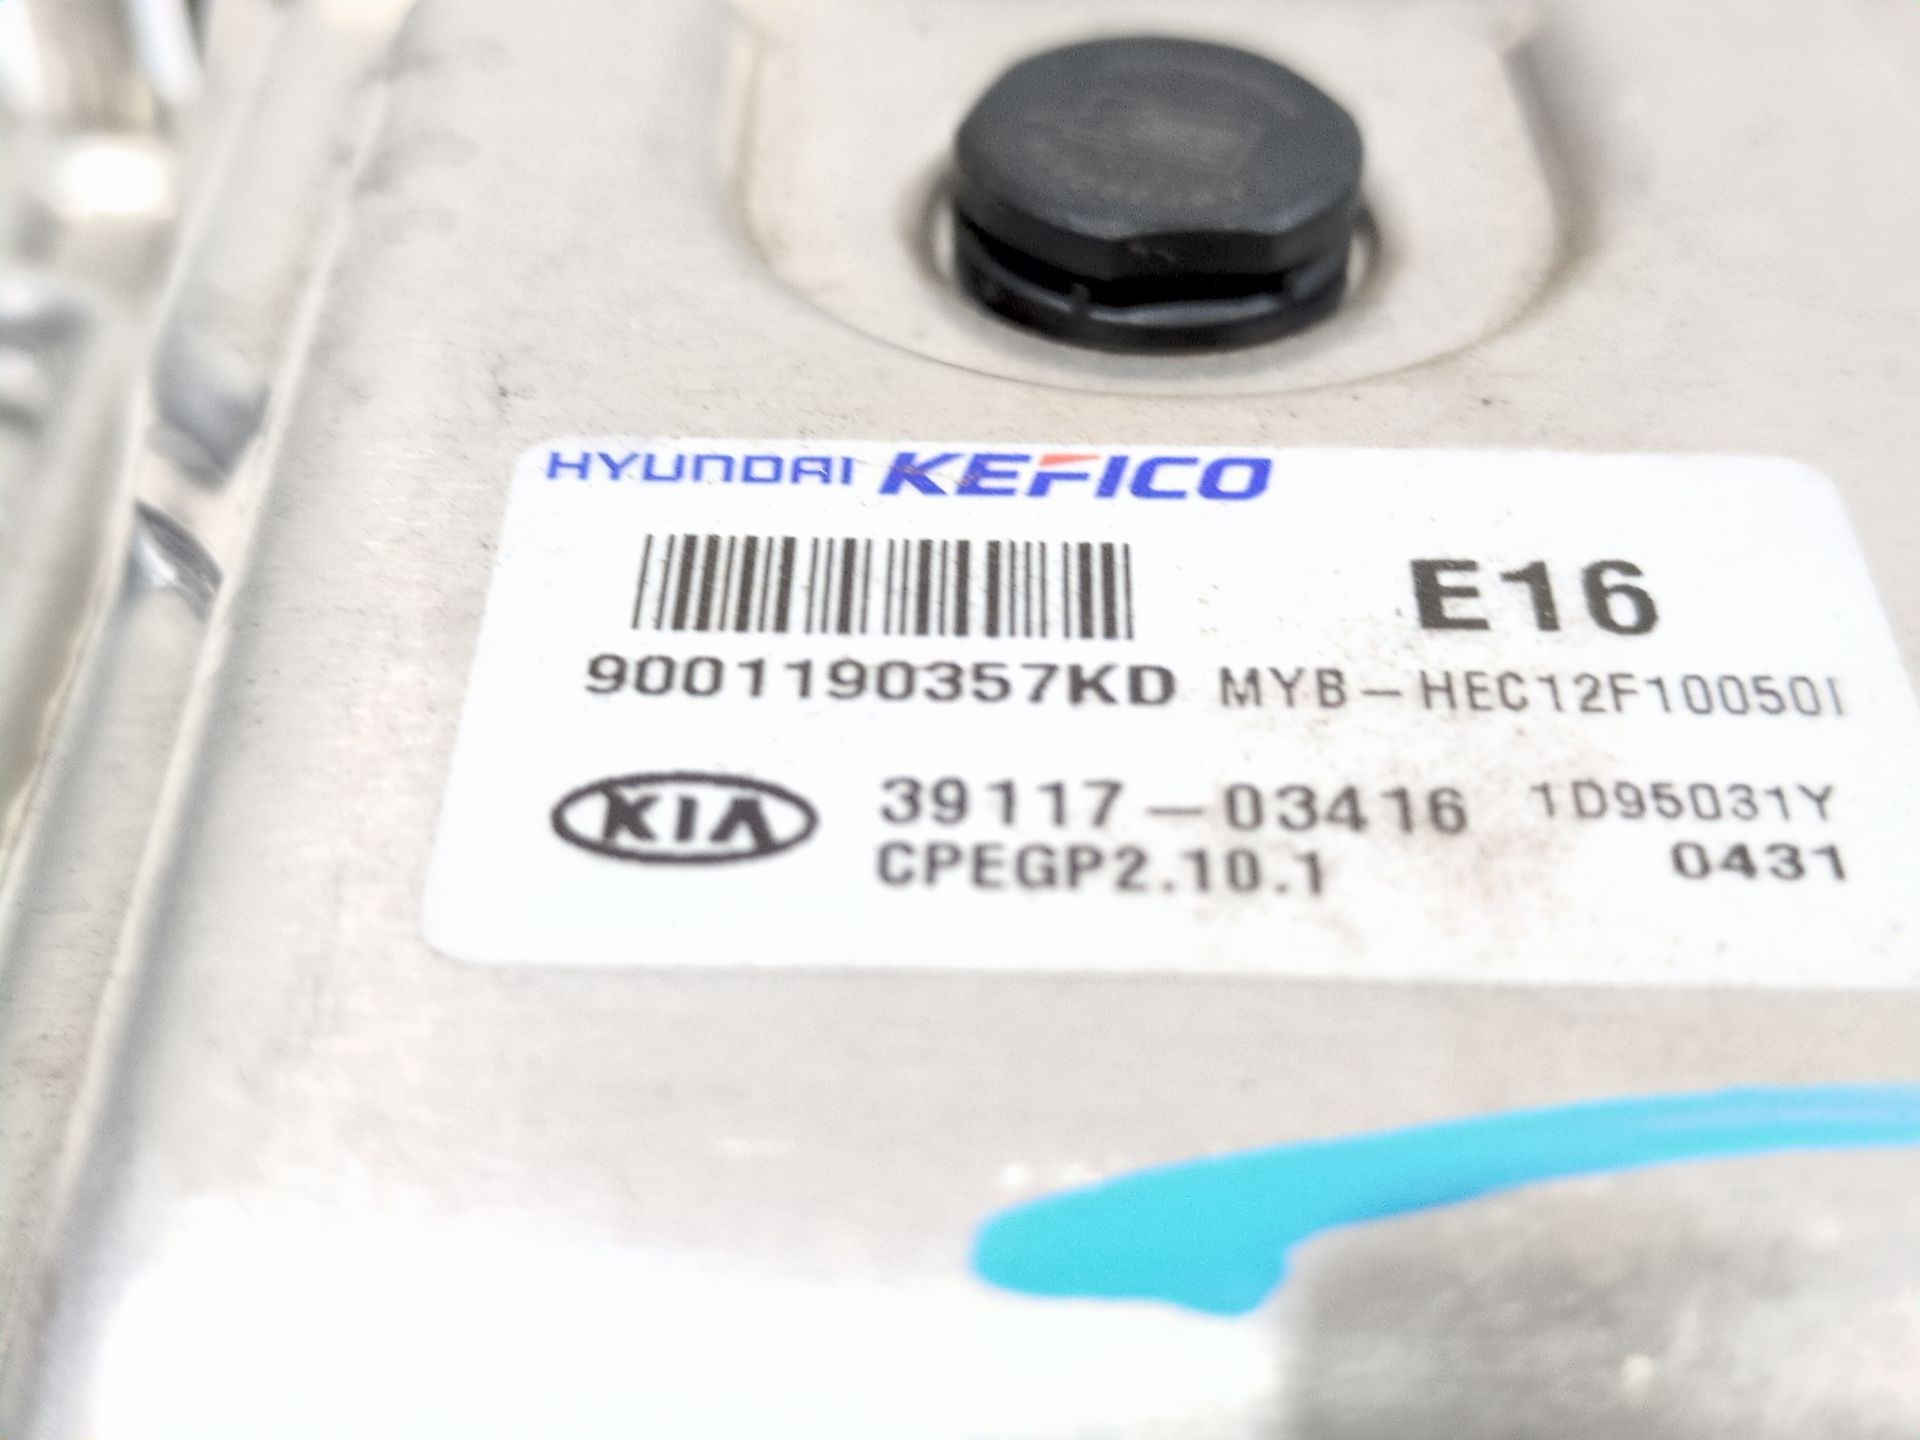 HYUNDAI KEFICO
E16
9001190357KD MYB-HEC12F10050I
KIA 39117-03416 1D95031Y
CPEGP2.10.1 0431